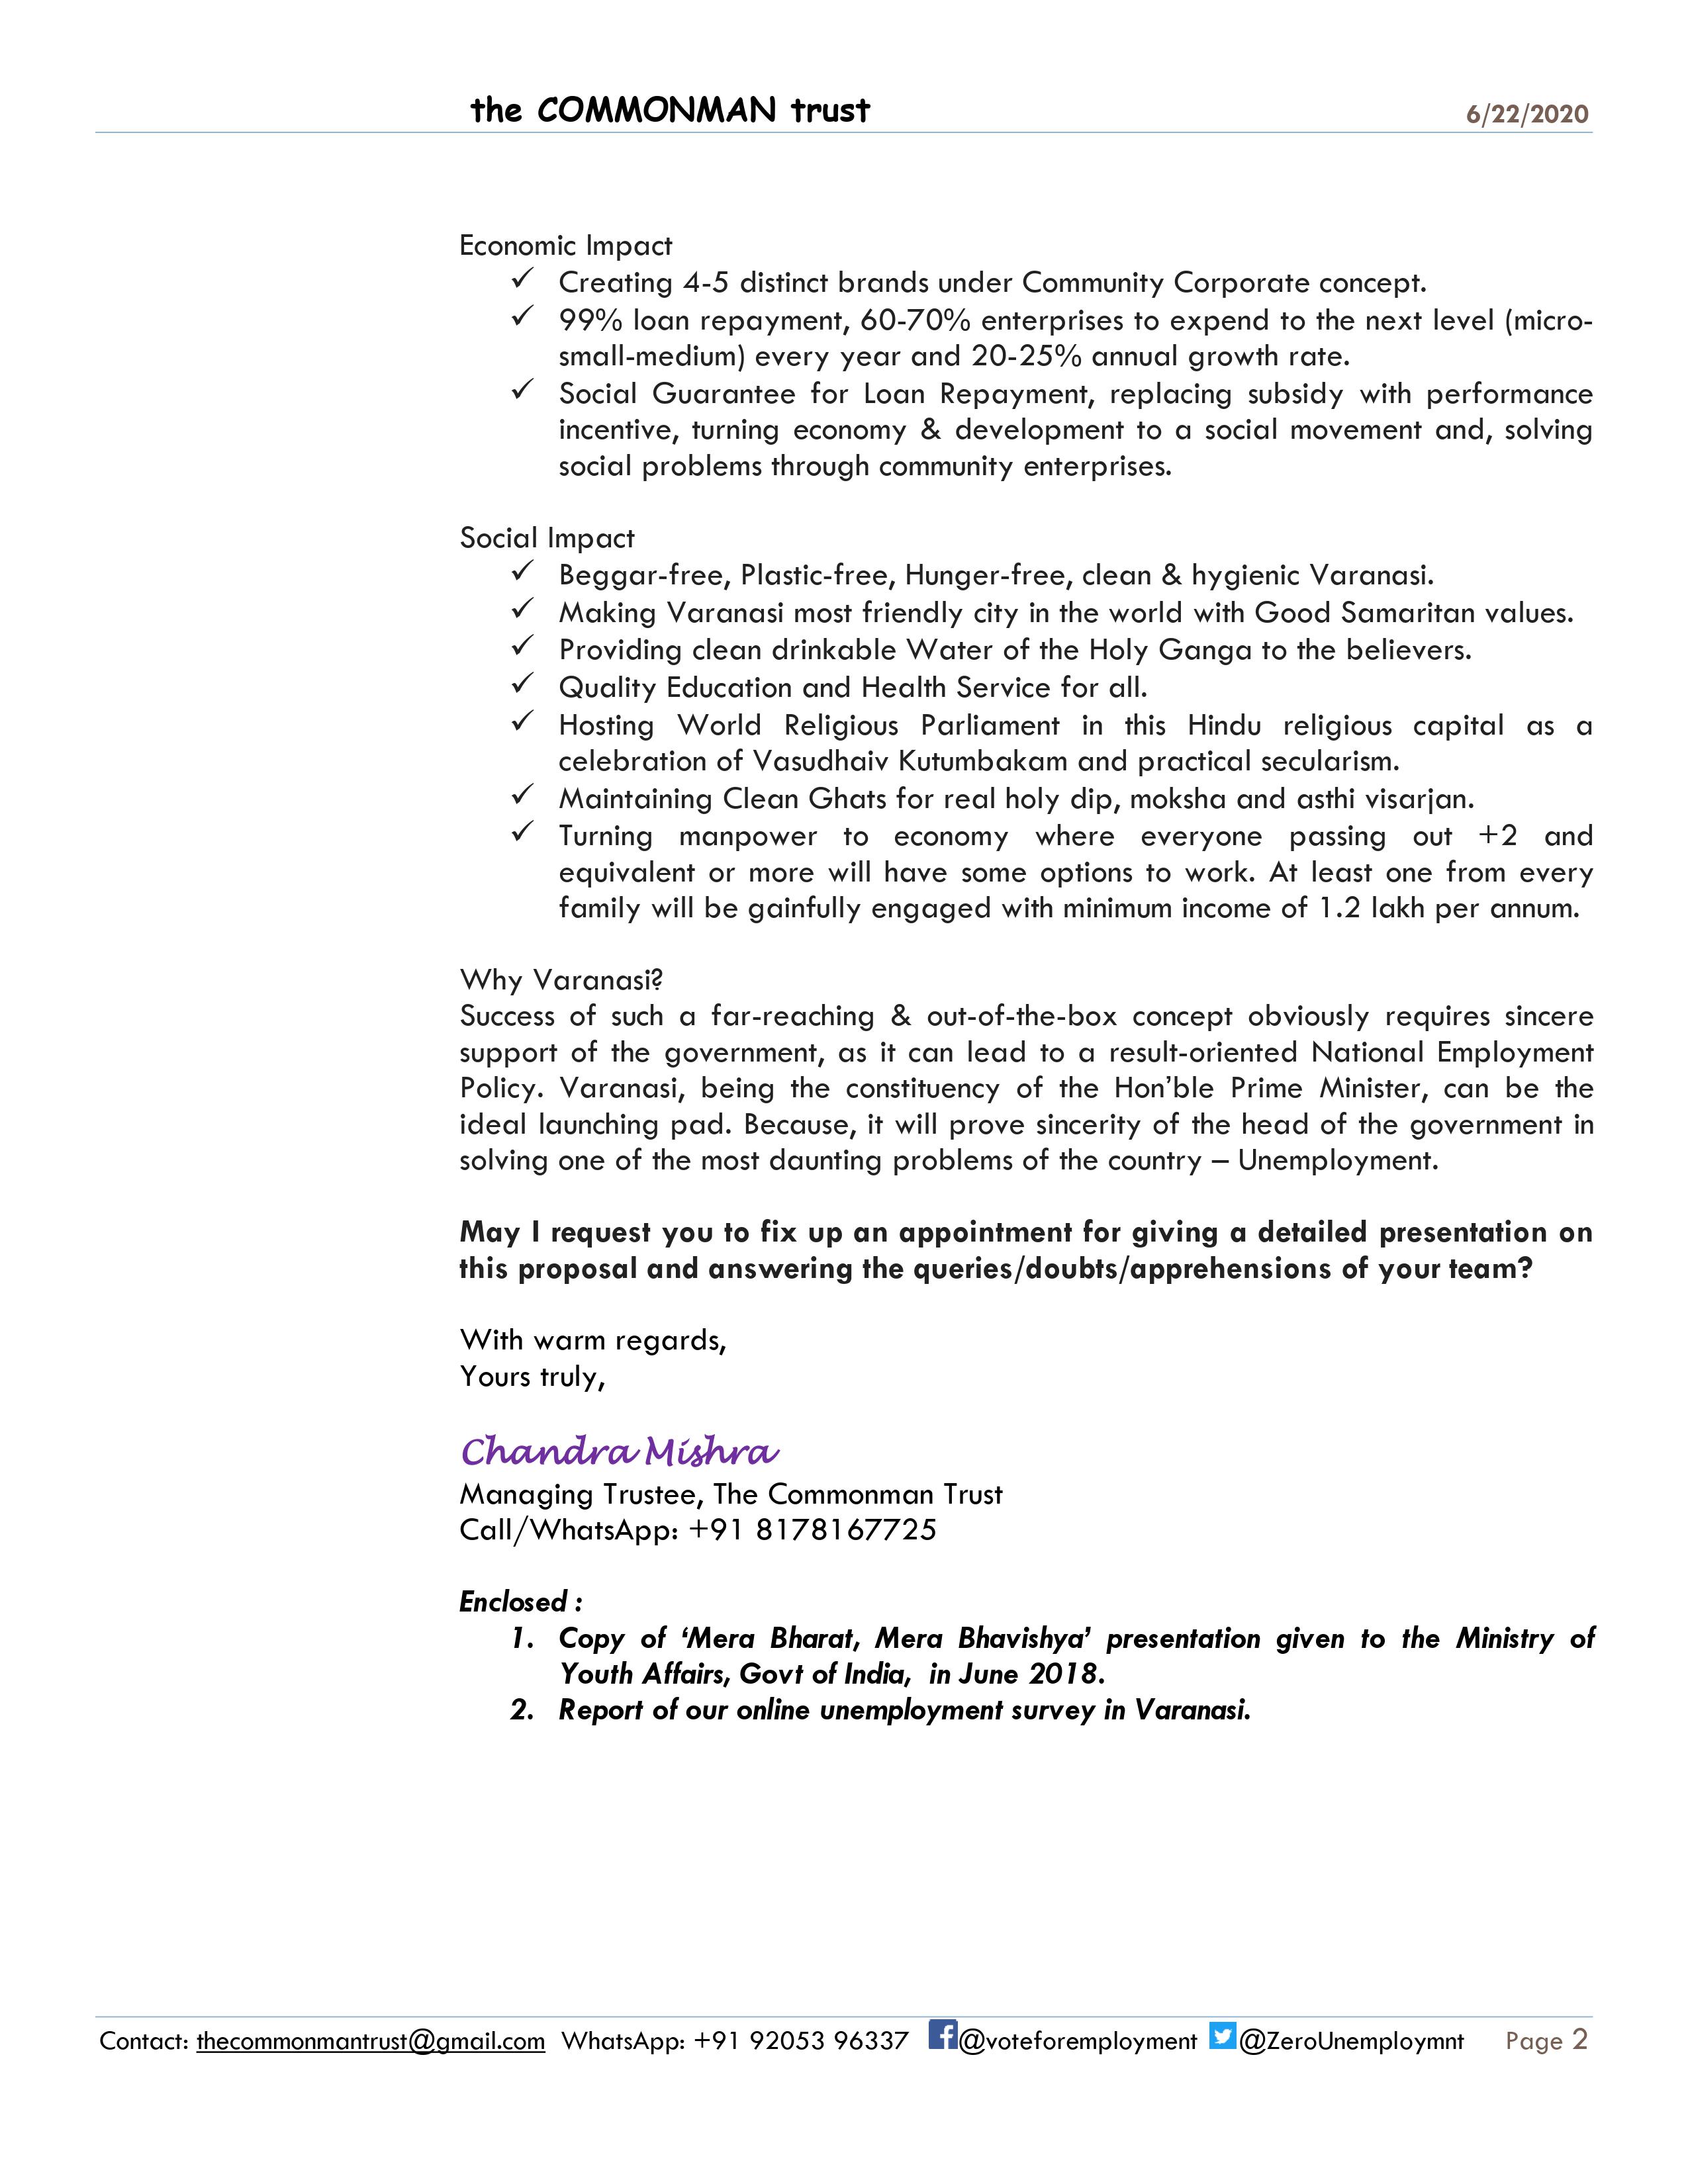 the COMMONMAN trust 6/22/2020
Economic Impact
✓ Creating 4-5 distinct brands under Community Corporate concept.
✓ 99% loan repayment, 60-70% enterprises to expend to the next level (micro-
small-medium) every year and 20-25% annual growth rate.
✓ Social Guarantee for Loan Repayment, replacing subsidy with performance
incentive, turning economy & development to a social movement and, solving
social problems through community enterprises.
Social Impact
✓ Beggar-free, Plastic-free, Hunger-free, clean & hygienic Varanasi.
✓ Making Varanasi most friendly city in the world with Good Samaritan values.
✓ Providing clean drinkable Water of the Holy Ganga to the believers.
✓ Quality Education and Health Service for all.
✓ Hosting World Religious Parliament in this Hindu religious capital as a
celebration of Vasudhaiv Kutumbakam and practical secularism.
✓ Maintaining Clean Ghats for real holy dip, moksha and asthi visarjan.
✓ Turning manpower to economy where everyone passing out +2 and
equivalent or more will have some options to work. At least one from every
family will be gainfully engaged with minimum income of 1.2 lakh per annum.
Why Varanasi?
Success of such a far-reaching & out-of-the-box concept obviously requires sincere
support of the government, as it can lead to a result-oriented National Employment
Policy. Varanasi, being the constituency of the Hon’ble Prime Minister, can be the
ideal launching pad. Because, it will prove sincerity of the head of the government in
solving one of the most daunting problems of the country – Unemployment.
May I request you to fix up an appointment for giving a detailed presentation on
this proposal and answering the queries/doubts/apprehensions of your team?
With warm regards,
Yours truly,
Chandra Mishra
Managing Trustee, The Commonman Trust
Call/WhatsApp: +91 8178167725
Enclosed :
1. Copy of ‘Mera Bharat, Mera Bhavishya’ presentation given to the Ministry of
Youth Affairs, Govt of India, in June 2018.
2. Report of our online unemployment survey in Varanasi.
Contact: thecommonmantrust@gmail.com WhatsApp: +91 92053 96337 @voteforemployment @ZeroUnemploymnt Page 2